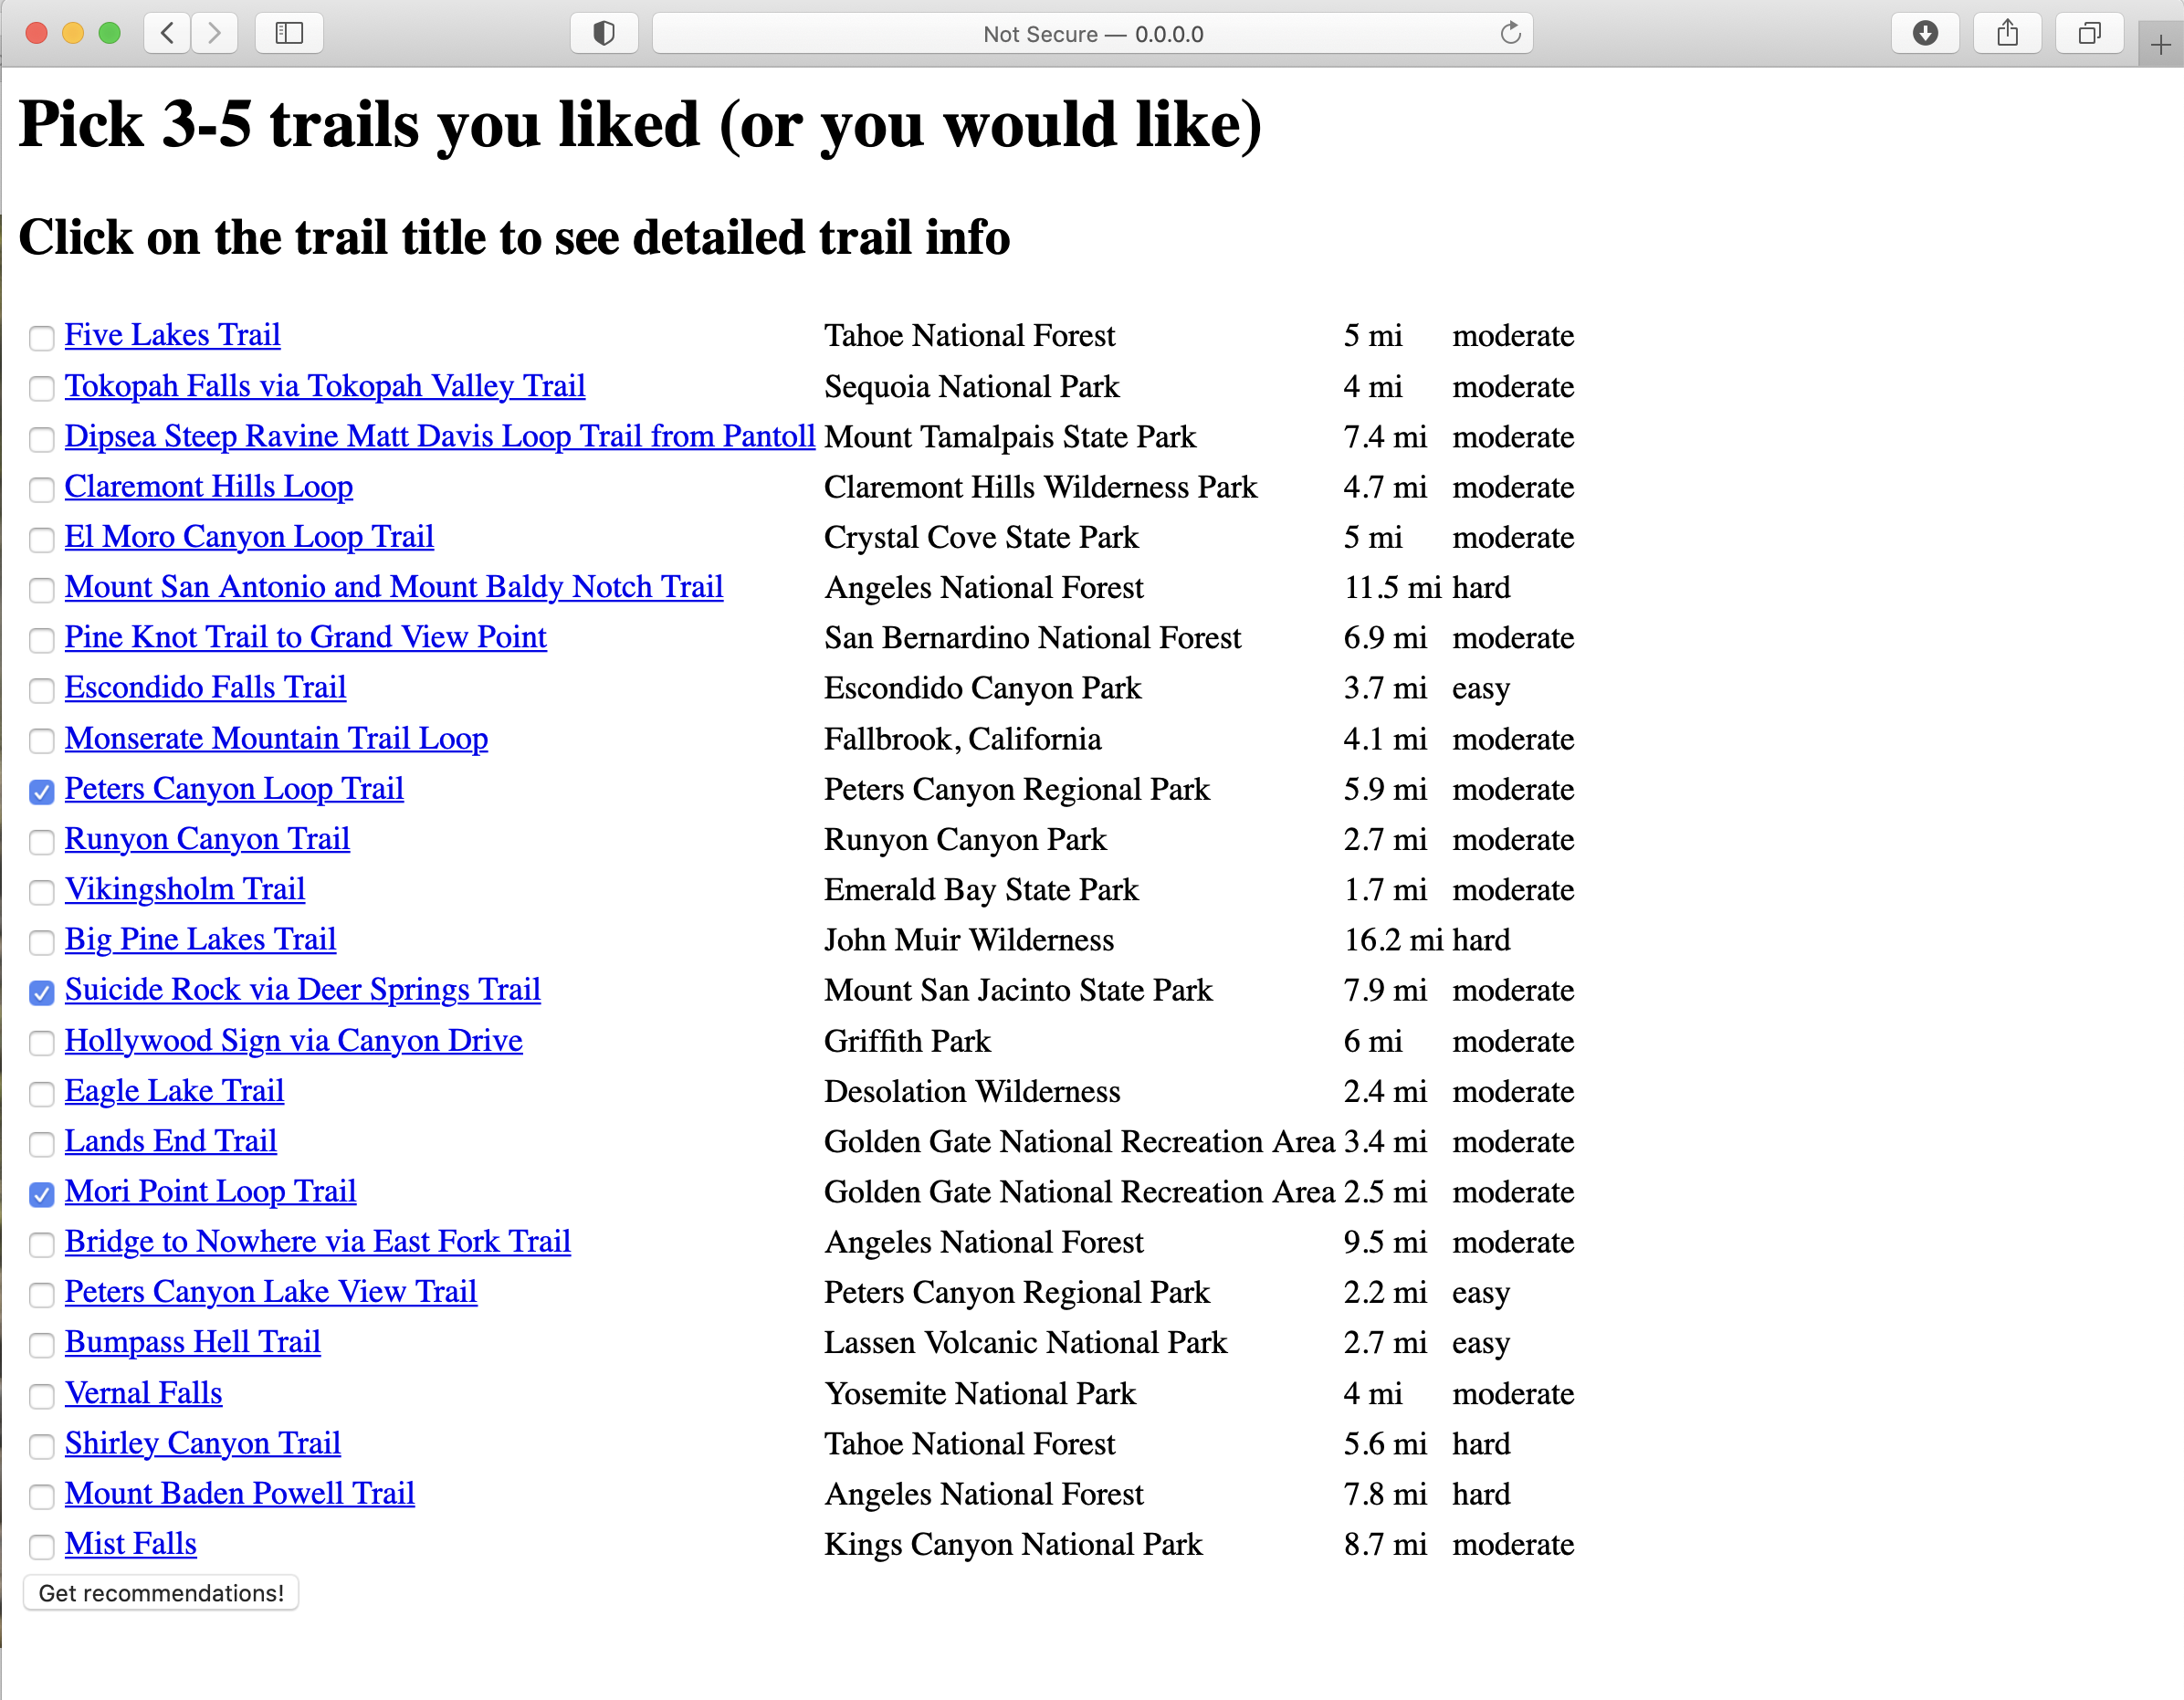 Not Secure — 0.0.0.0
Pick 3-5 trails you liked (or you would like)
Click on the trail title to see detailed trail info
Five Lakes Trail Tahoe National Forest 5 mi moderate
Tokopah Falls via Tokopah Valley Trail Sequoia National Park 4 mi moderate
Dipsea Steep Ravine Matt Davis Loop Trail from Pantoll Mount Tamalpais State Park 7.4 mi moderate
Claremont Hills Loop Claremont Hills Wilderness Park 4.7 mi moderate
El Moro Canyon Loop Trail Crystal Cove State Park 5 mi moderate
Mount San Antonio and Mount Baldy Notch Trail Angeles National Forest 11.5 mi hard
Pine Knot Trail to Grand View Point San Bernardino National Forest 6.9 mi moderate
Escondido Falls Trail Escondido Canyon Park 3.7 mi easy
Monserate Mountain Trail Loop Fallbrook, California 4.1 mi moderate
Peters Canyon Loop Trail Peters Canyon Regional Park 5.9 mi moderate
Runyon Canyon Trail Runyon Canyon Park 2.7 mi moderate
Vikingsholm Trail Emerald Bay State Park 1.7 mi moderate
Big Pine Lakes Trail John Muir Wilderness 16.2 mi hard
Suicide Rock via Deer Springs Trail Mount San Jacinto State Park 7.9 mi moderate
Hollywood Sign via Canyon Drive Griffith Park 6 mi moderate
Eagle Lake Trail Desolation Wilderness 2.4 mi moderate
Lands End Trail Golden Gate National Recreation Area 3.4 mi moderate
Mori Point Loop Trail Golden Gate National Recreation Area 2.5 mi moderate
Bridge to Nowhere via East Fork Trail Angeles National Forest 9.5 mi moderate
Peters Canyon Lake View Trail Peters Canyon Regional Park 2.2 mi easy
Bumpass Hell Trail Lassen Volcanic National Park 2.7 mi easy
Vernal Falls Yosemite National Park 4 mi moderate
Shirley Canyon Trail Tahoe National Forest 5.6 mi hard
Mount Baden Powell Trail Angeles National Forest 7.8 mi hard
Mist Falls Kings Canyon National Park 8.7 mi moderate
Get recommendations!